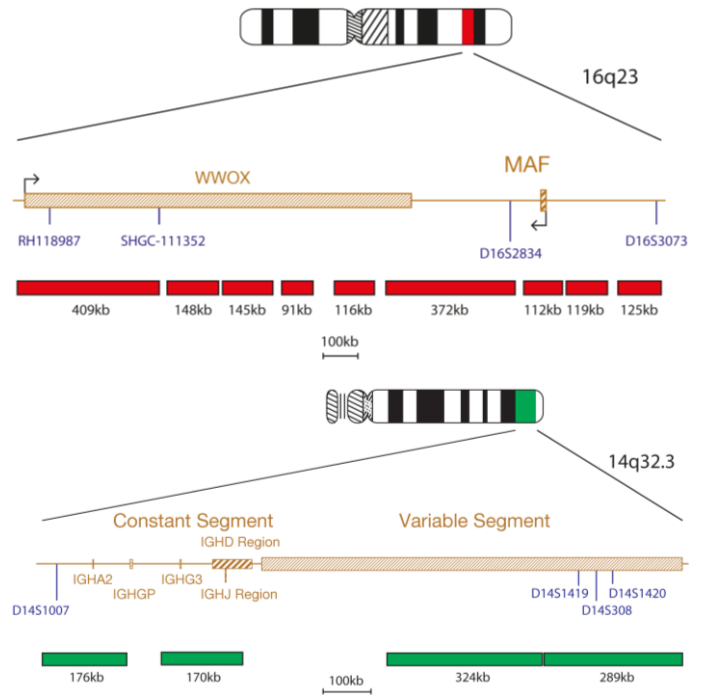 16q23
MAF
WWOX
RH118987
SHGC-111352
D16S2834
D16S3073
409kb
148kb
145kb
91kb
116kb
372kb
112kb
119kb
125kb
100kb
14q32.3
Constant Segment
Variable Segment
IGHD Region
IGHA2
IGHGP
IGHG3
IGHJ Region
D14S1007
D14S1419
D14S308
D14S1420
176kb
170kb
324kb
289kb
100kb